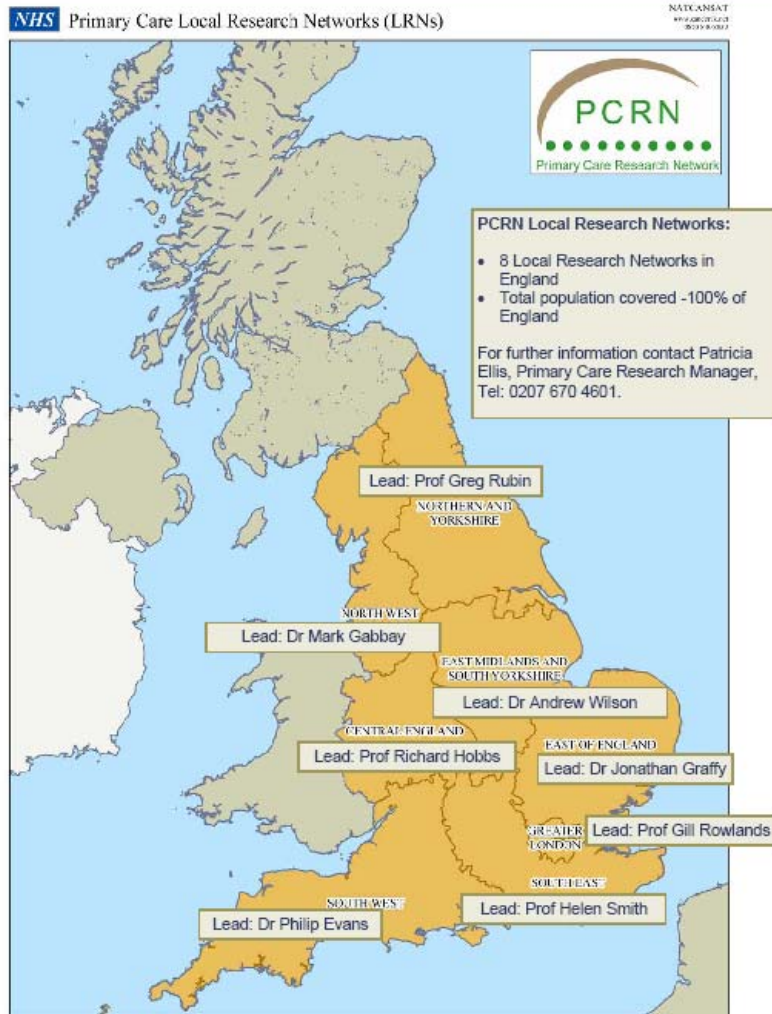 NHS Primary Care Local Research Networks (LRNs)
NATCANSAT
PCRN
Primary Care Research Network
PCRN Local Research Networks:
• 8 Local Research Networks in
England
• Total population covered -100% of
England
For further information contact Patricia
Ellis, Primary Care Research Manager,
Tel: 0207 670 4601.
Lead: Prof Greg Rubin
NORTHERN AND
YORKSHIRE
NORTH WEST
Lead: Dr Mark Gabbay
EAST MIDLANDS AND
SOUTH YORKSHIRE
Lead: Dr Andrew Wilson
CENTRAL ENGLAND
Lead: Prof Richard Hobbs
EAST OF ENGLAND
Lead: Dr Jonathan Graffy
GREATER
LONDON
Lead: Prof Gill Rowlands
SOUTH EAST
Lead: Prof Helen Smith
SOUTH WEST
Lead: Dr Philip Evans